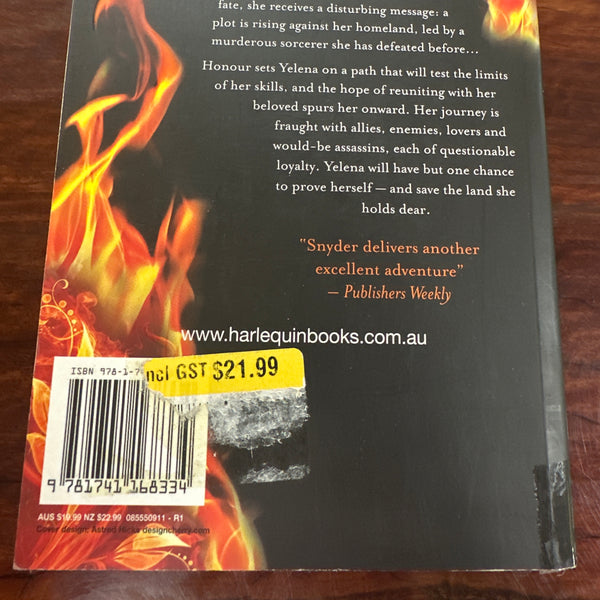 fate, she receives a disturbing message: a
plot is rising against her homeland, led by a
murderous sorcerer she has defeated before...
Honour sets Yelena on a path that will test the limits
of her skills, and the hope of reuniting with her
beloved spurs her onward. Her journey is
fraught with allies, enemies, lovers and
would-be assassins, each of questionable
loyalty. Yelena will have but one chance
to prove herself — and save the land she
holds dear.
"Snyder delivers another
excellent adventure"
— Publishers Weekly
www.harlequinbooks.com.au
ISBN 978-1-7
ncl GST $21.99
9 781741 168334
AUS $19.99 NZ $22.99 085550911 - R1
Cover design: Astred Hicks designcherry.com